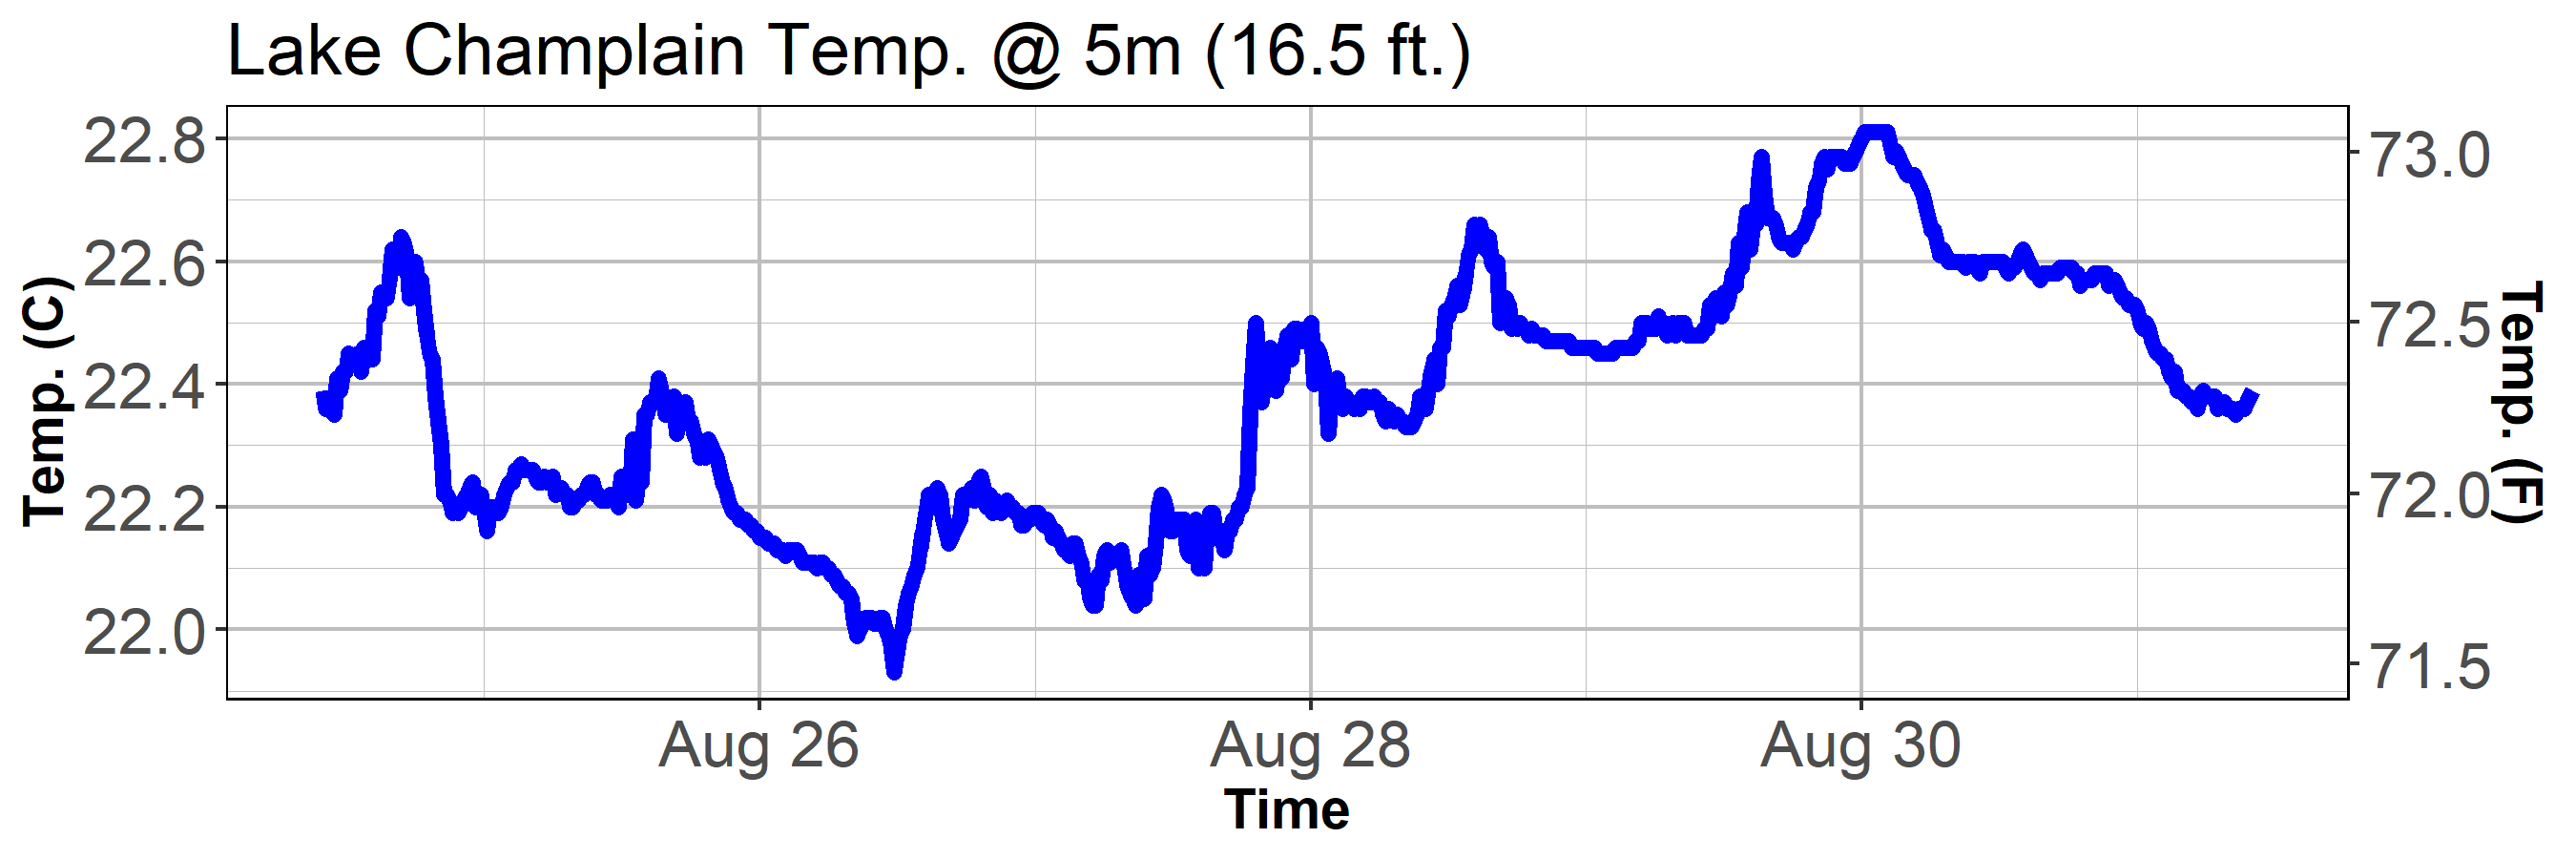 Lake Champlain Temp. @ 5m (16.5 ft.)
Temp. (C)
22.8
22.6
22.4
22.2
22.0
73.0
72.5
72.0
71.5
Temp. (F)
Aug 26 Aug 28 Aug 30
Time